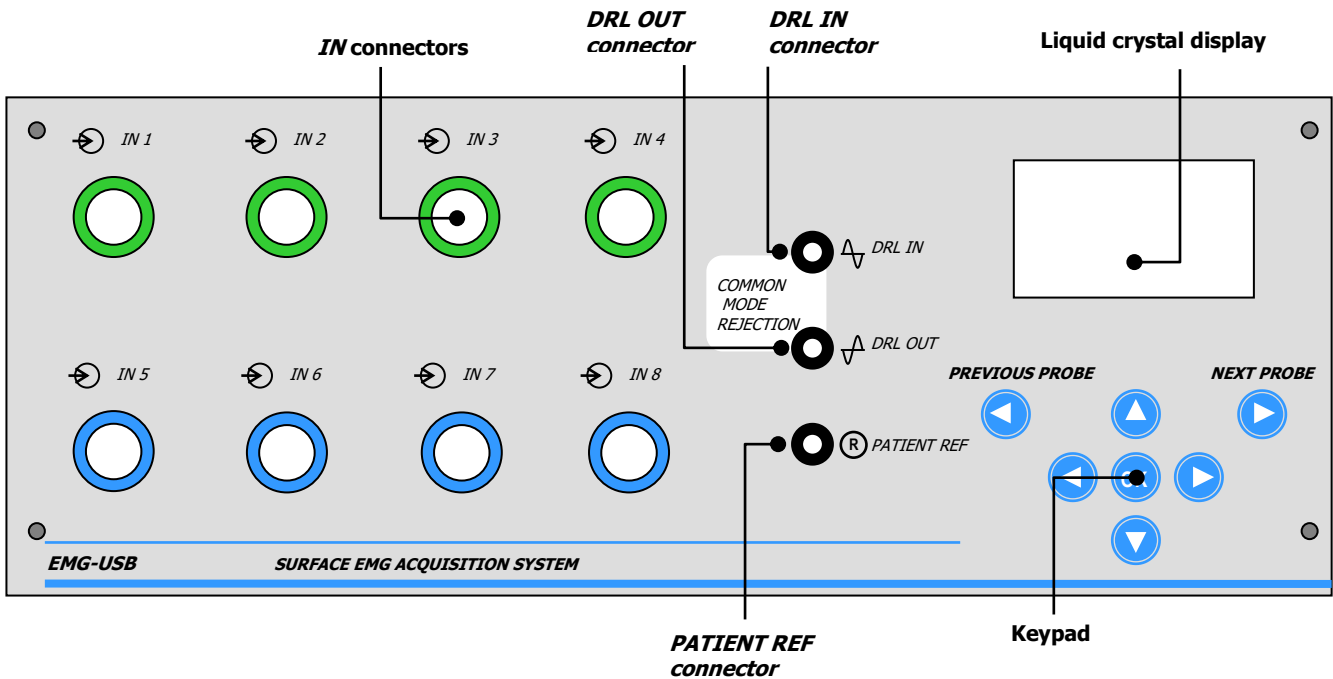 DRL OUT
connector
DRL IN
connector
IN connectors
Liquid crystal display
IN 1
IN 2
IN 3
IN 4
DRL IN
COMMON
MODE
REJECTION
DRL OUT
IN 5
IN 6
IN 7
IN 8
PREVIOUS PROBE
NEXT PROBE
R PATIENT REF
OK
EMG-USB
SURFACE EMG ACQUISITION SYSTEM
PATIENT REF
connector
Keypad